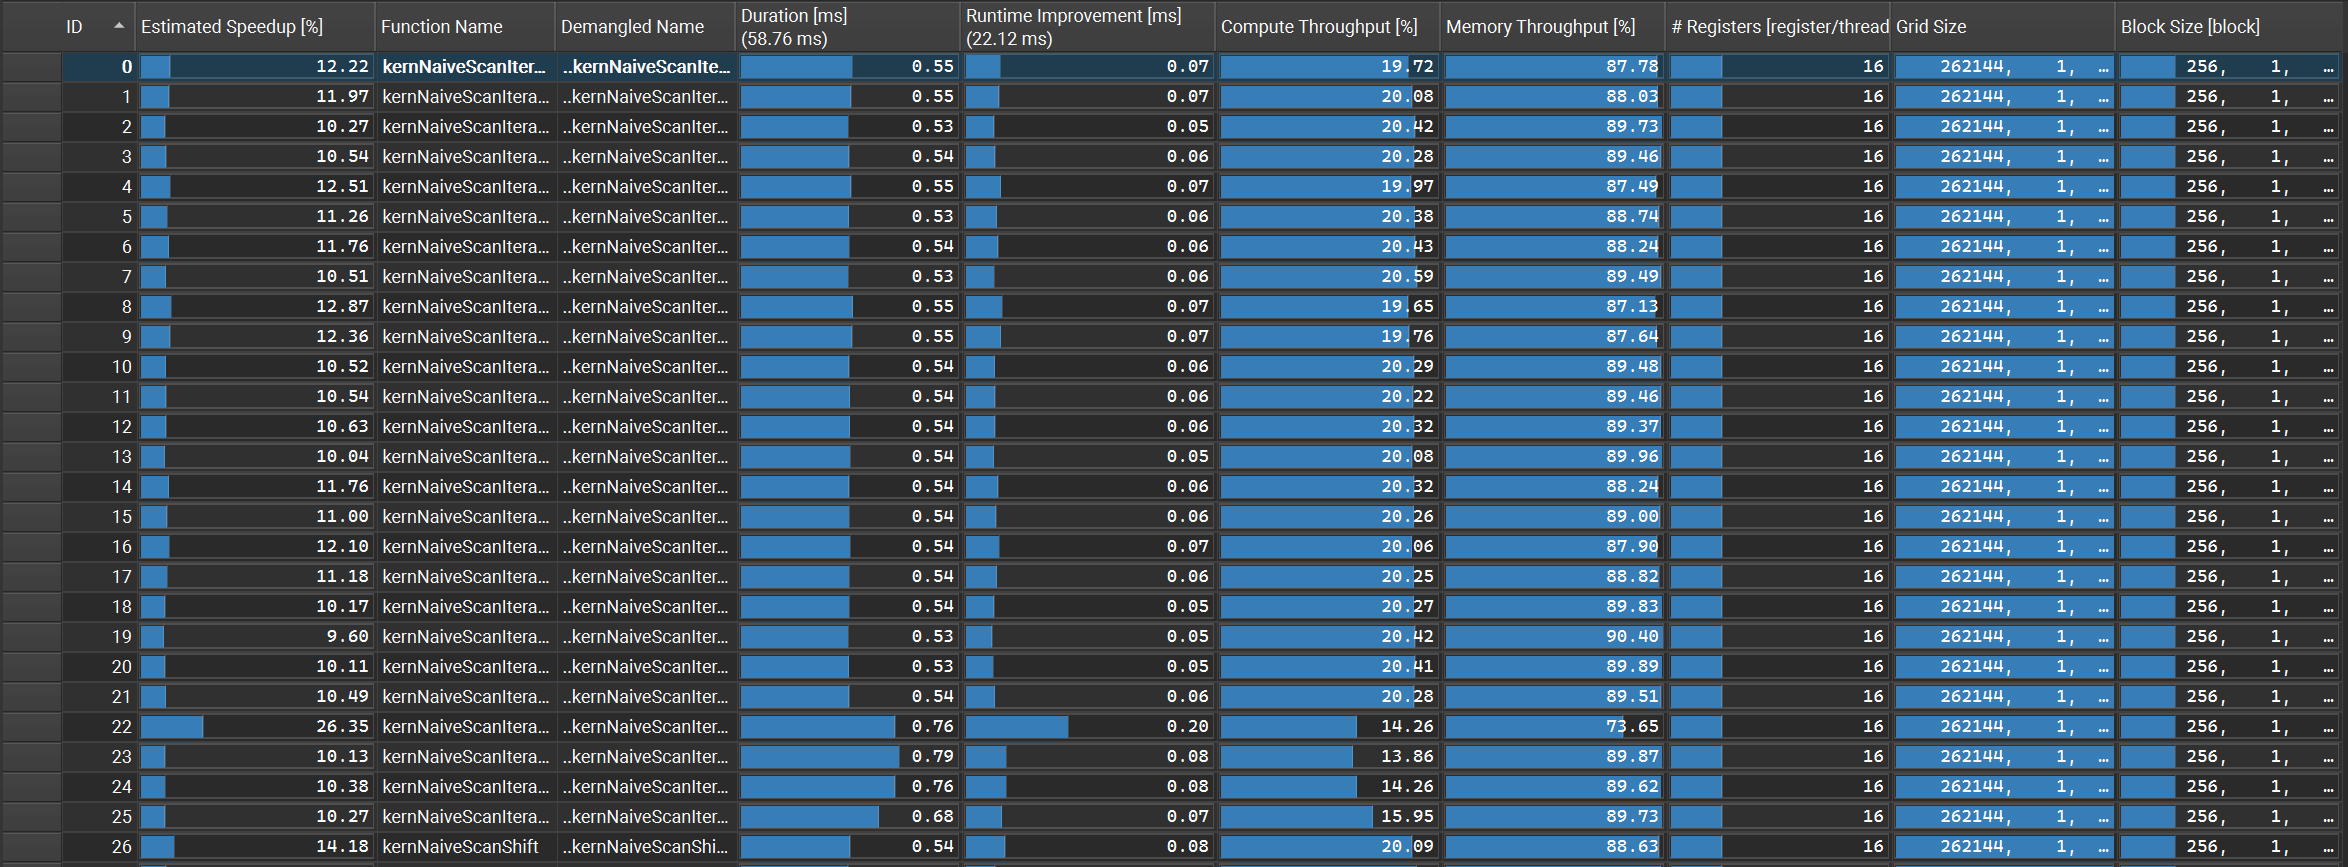 ID Estimated Speedup [%] Function Name Demangled Name Duration [ms] (58.76 ms) Runtime Improvement [ms] (22.12 ms) Compute Throughput [%] Memory Throughput [%] # Registers [register/thread Grid Size Block Size [block]
0 12.22 kernNaiveScanIter... ..kernNaiveScanIte... 0.55 0.07 19.72 87.78 16 262144, 1, ... 256, 1, ...
1 11.97 kernNaiveScanItera... ..kernNaiveScanIter... 0.55 0.07 20.08 88.03 16 262144, 1, ... 256, 1, ...
2 10.27 kernNaiveScanItera... ..kernNaiveScanIter... 0.53 0.05 20.42 89.73 16 262144, 1, ... 256, 1, ...
3 10.54 kernNaiveScanItera... ..kernNaiveScanIter... 0.54 0.06 20.28 89.46 16 262144, 1, ... 256, 1, ...
4 12.51 kernNaiveScanItera... ..kernNaiveScanIter... 0.55 0.07 19.97 87.49 16 262144, 1, ... 256, 1, ...
5 11.26 kernNaiveScanItera... ..kernNaiveScanIter... 0.53 0.06 20.38 88.74 16 262144, 1, ... 256, 1, ...
6 11.76 kernNaiveScanItera... ..kernNaiveScanIter... 0.54 0.06 20.43 88.24 16 262144, 1, ... 256, 1, ...
7 10.51 kernNaiveScanItera... ..kernNaiveScanIter... 0.53 0.06 20.59 89.49 16 262144, 1, ... 256, 1, ...
8 12.87 kernNaiveScanItera... ..kernNaiveScanIter... 0.55 0.07 19.65 87.13 16 262144, 1, ... 256, 1, ...
9 12.36 kernNaiveScanItera... ..kernNaiveScanIter... 0.55 0.07 19.76 87.64 16 262144, 1, ... 256, 1, ...
10 10.52 kernNaiveScanItera... ..kernNaiveScanIter... 0.54 0.06 20.29 89.48 16 262144, 1, ... 256, 1, ...
11 10.54 kernNaiveScanItera... ..kernNaiveScanIter... 0.54 0.06 20.22 89.46 16 262144, 1, ... 256, 1, ...
12 10.63 kernNaiveScanItera... ..kernNaiveScanIter... 0.54 0.06 20.32 89.37 16 262144, 1, ... 256, 1, ...
13 10.04 kernNaiveScanItera... ..kernNaiveScanIter... 0.54 0.05 20.08 89.96 16 262144, 1, ... 256, 1, ...
14 11.76 kernNaiveScanItera... ..kernNaiveScanIter... 0.54 0.06 20.32 88.24 16 262144, 1, ... 256, 1, ...
15 11.00 kernNaiveScanItera... ..kernNaiveScanIter... 0.54 0.06 20.26 89.00 16 262144, 1, ... 256, 1, ...
16 12.10 kernNaiveScanItera... ..kernNaiveScanIter... 0.54 0.07 20.06 87.90 16 262144, 1, ... 256, 1, ...
17 11.18 kernNaiveScanItera... ..kernNaiveScanIter... 0.54 0.06 20.25 88.82 16 262144, 1, ... 256, 1, ...
18 10.17 kernNaiveScanItera... ..kernNaiveScanIter... 0.54 0.05 20.27 89.83 16 262144, 1, ... 256, 1, ...
19 9.60 kernNaiveScanItera... ..kernNaiveScanIter... 0.53 0.05 20.42 90.40 16 262144, 1, ... 256, 1, ...
20 10.11 kernNaiveScanItera... ..kernNaiveScanIter... 0.53 0.05 20.41 89.89 16 262144, 1, ... 256, 1, ...
21 10.49 kernNaiveScanItera... ..kernNaiveScanIter... 0.54 0.06 20.28 89.51 16 262144, 1, ... 256, 1, ...
22 26.35 kernNaiveScanItera... ..kernNaiveScanIter... 0.76 0.20 14.26 73.65 16 262144, 1, ... 256, 1, ...
23 10.13 kernNaiveScanItera... ..kernNaiveScanIter... 0.79 0.08 13.86 89.87 16 262144, 1, ... 256, 1, ...
24 10.38 kernNaiveScanItera... ..kernNaiveScanIter... 0.76 0.08 14.26 89.62 16 262144, 1, ... 256, 1, ...
25 10.27 kernNaiveScanItera... ..kernNaiveScanIter... 0.68 0.07 15.95 89.73 16 262144, 1, ... 256, 1, ...
26 14.18 kernNaiveScanShift ..kernNaiveScanShi... 0.54 0.08 20.09 88.63 16 262144, 1, ... 256, 1, ...